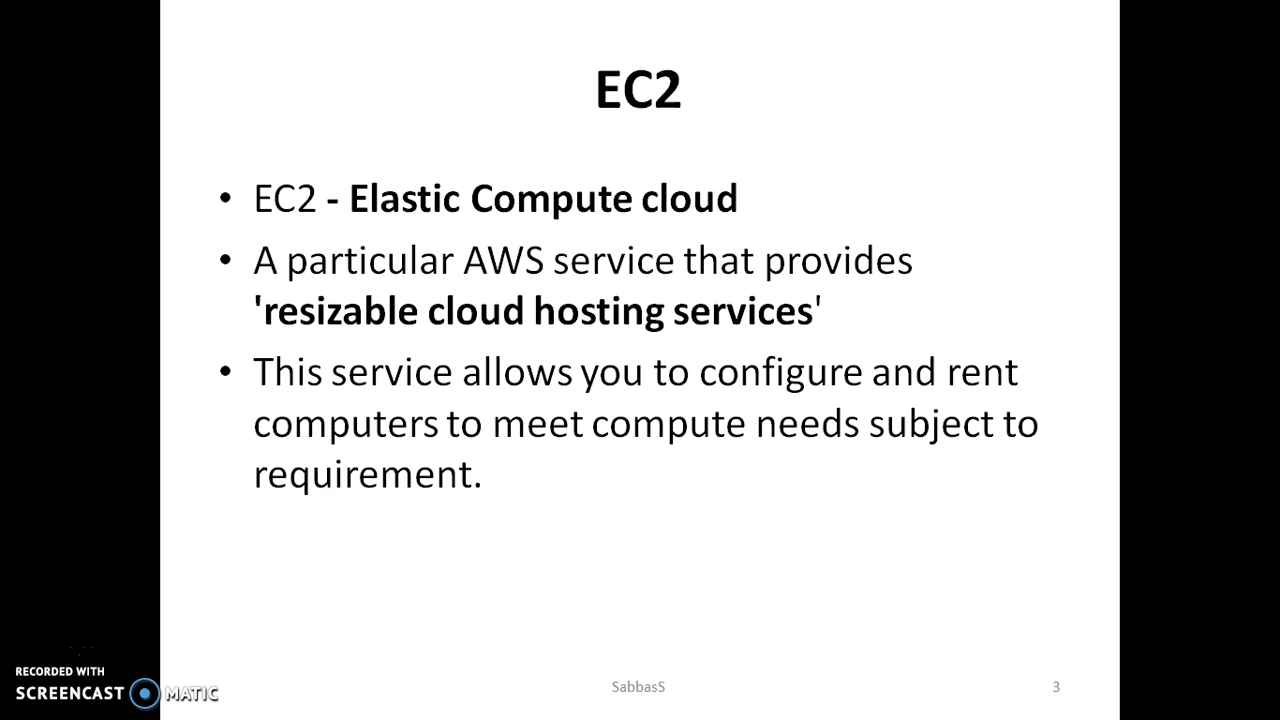 EC2
• EC2 - Elastic Compute cloud
• A particular AWS service that provides
'resizable cloud hosting services'
• This service allows you to configure and rent
computers to meet compute needs subject to
requirement.
RECORDED WITH
SCREENCAST MATIC
SabbasS
3